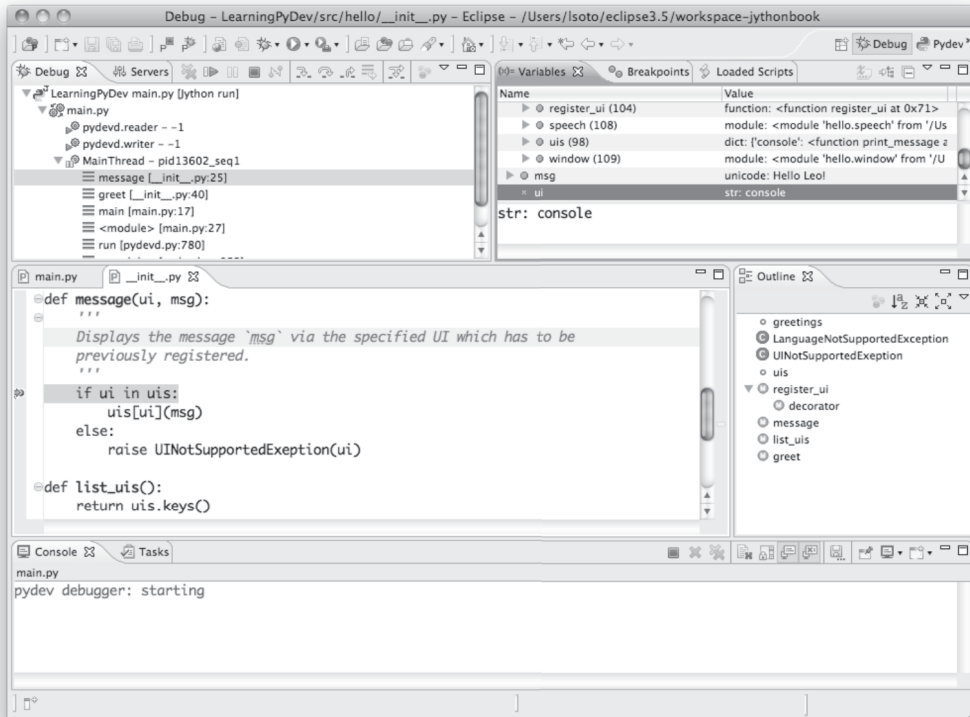 Debug – LearningPyDev/src/hello/__init__.py – Eclipse – /Users/lsoto/eclipse3.5/workspace-jythonbook
Debug
Pydev
Debug
Servers
LearningPyDev main.py [Jython run]
main.py
pydevd.reader – –1
pydevd.writer – –1
MainThread – pid13602_seq1
message [__init__.py:25]
greet [__init__.py:40]
main [main.py:17]
<module> [main.py:27]
run [pydevd.py:780]
(x)= Variables
Breakpoints
Loaded Scripts
Name Value
register_ui (104) function: <function register_ui at 0x71>
speech (108) module: <module 'hello.speech' from '/Us
uis (98) dict: {'console': <function print_message a
window (109) module: <module 'hello.window' from '/U
msg unicode: Hello Leo!
ui str: console
str: console
main.py
__init__.py
def message(ui, msg):
'''
Displays the message `msg` via the specified UI which has to be
previously registered.
'''
if ui in uis:
uis[ui](msg)
else:
raise UINotSupportedExeption(ui)
def list_uis():
return uis.keys()
Outline
greetings
LanguageNotSupportedException
UINotSupportedExeption
uis
register_ui
decorator
message
list_uis
greet
Console
Tasks
main.py
pydev debugger: starting